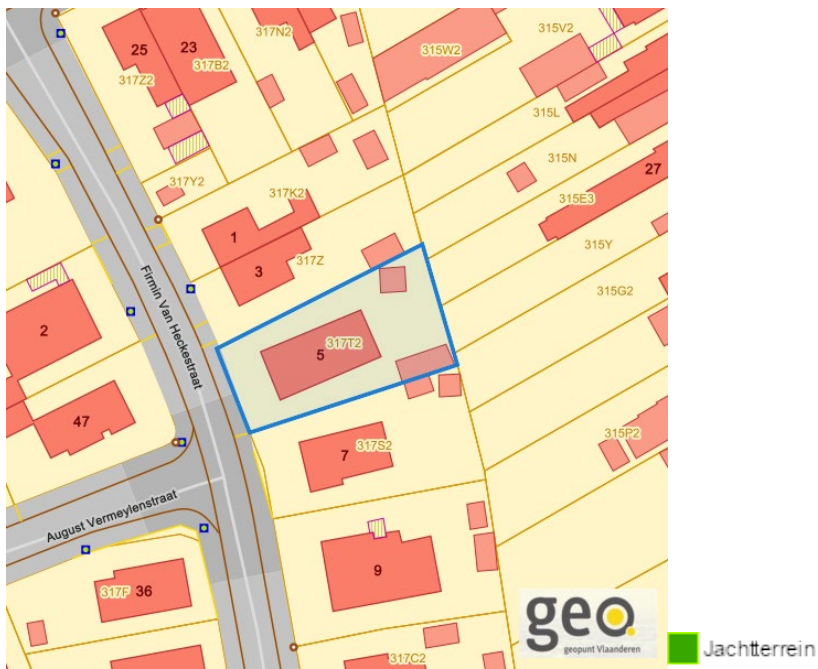 25
23
317N2
315W2
315V2
317Z2
317B2
315L
315N
27
317Y2
317K2
315E3
1
317Z
3
315Y
315G2
Firmin Van Heckestraat
2
5
317T2
47
7
317S2
315P2
August Vermeylenstraat
9
36
317F
317C2
geo.
geopunt Vlaanderen
Jachtterrein